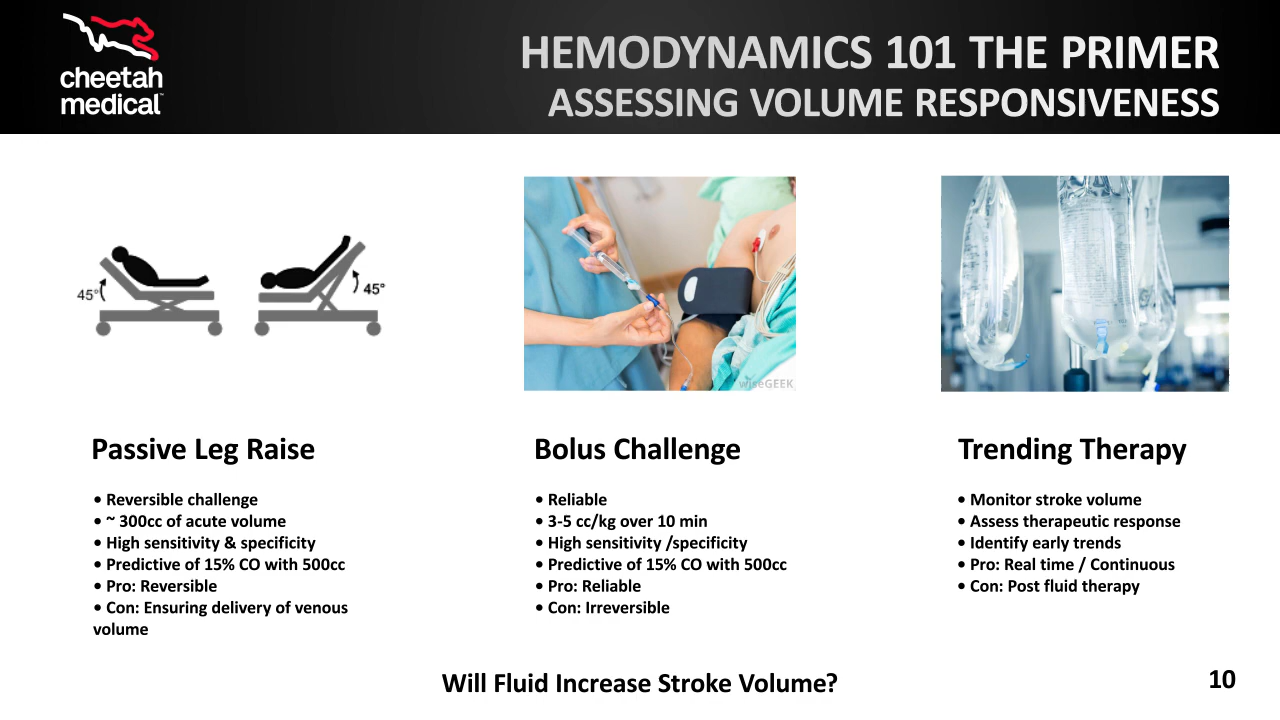 cheetah
medical
HEMODYNAMICS 101 THE PRIMER
ASSESSING VOLUME RESPONSIVENESS
45°
45°
wiseGEEK
Passive Leg Raise
• Reversible challenge
• ~ 300cc of acute volume
• High sensitivity & specificity
• Predictive of 15% CO with 500cc
• Pro: Reversible
• Con: Ensuring delivery of venous
volume
Bolus Challenge
• Reliable
• 3-5 cc/kg over 10 min
• High sensitivity /specificity
• Predictive of 15% CO with 500cc
• Pro: Reliable
• Con: Irreversible
Trending Therapy
• Monitor stroke volume
• Assess therapeutic response
• Identify early trends
• Pro: Real time / Continuous
• Con: Post fluid therapy
Will Fluid Increase Stroke Volume?
10